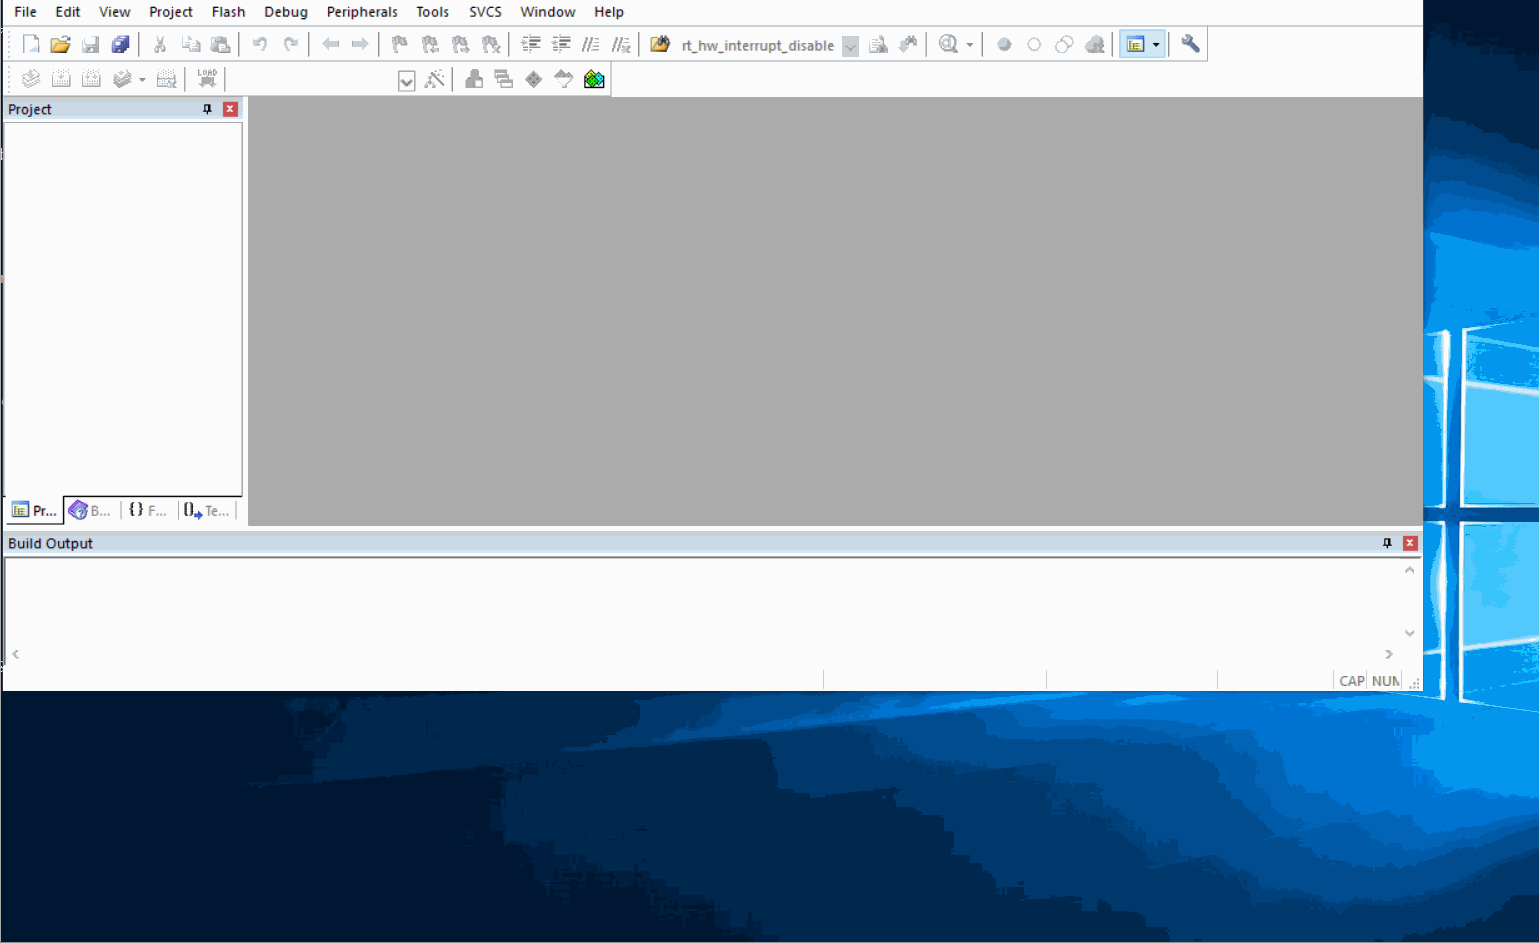 File Edit View Project Flash Debug Peripherals Tools SVCS Window Help
rt_hw_interrupt_disable
LOAD
Project
Pr... B... {} F... Te...
Build Output
CAP NUM